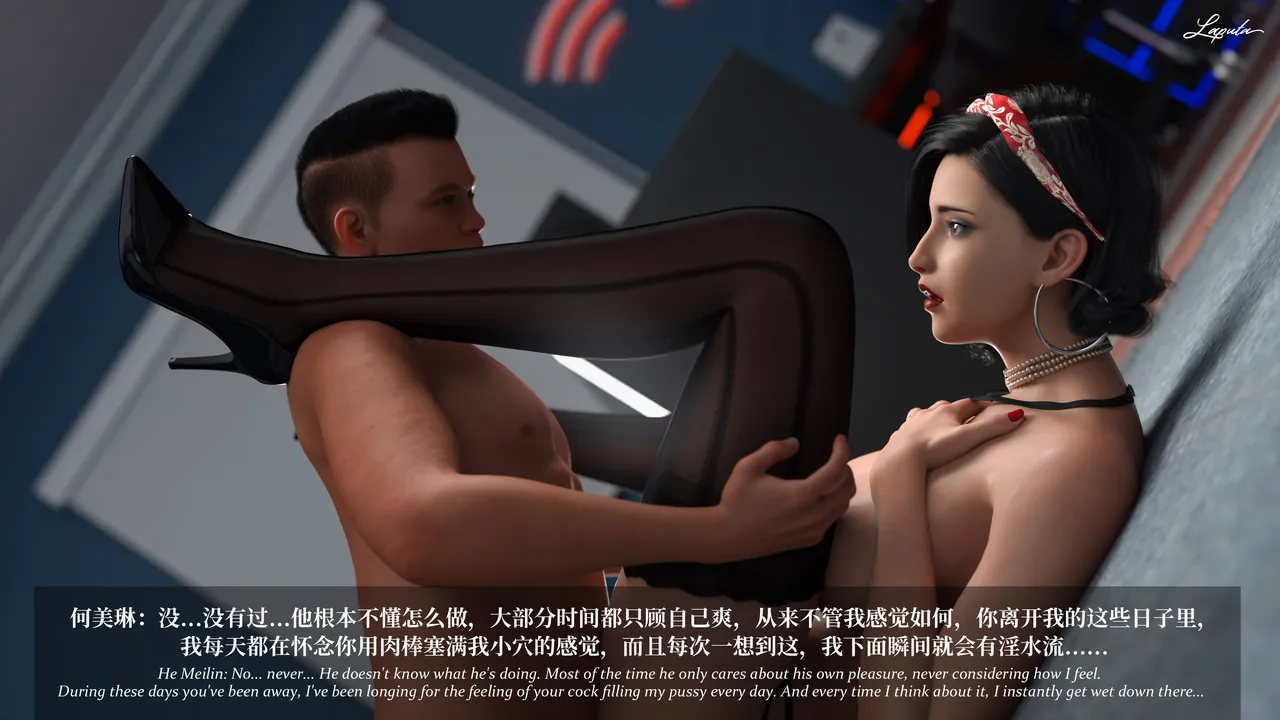 Laputa
何美琳：没…没有过…他根本不懂怎么做，大部分时间都只顾自己爽，从来不管我感觉如何，你离开我的这些日子里，
我每天都在怀念你用肉棒塞满我小穴的感觉，而且每次一想到这，我下面瞬间就会有淫水流……
He Meilin: No... never... He doesn't know what he's doing. Most of the time he only cares about his own pleasure, never considering how I feel.
During these days you've been away, I've been longing for the feeling of your cock filling my pussy every day. And every time I think about it, I instantly get wet down there...